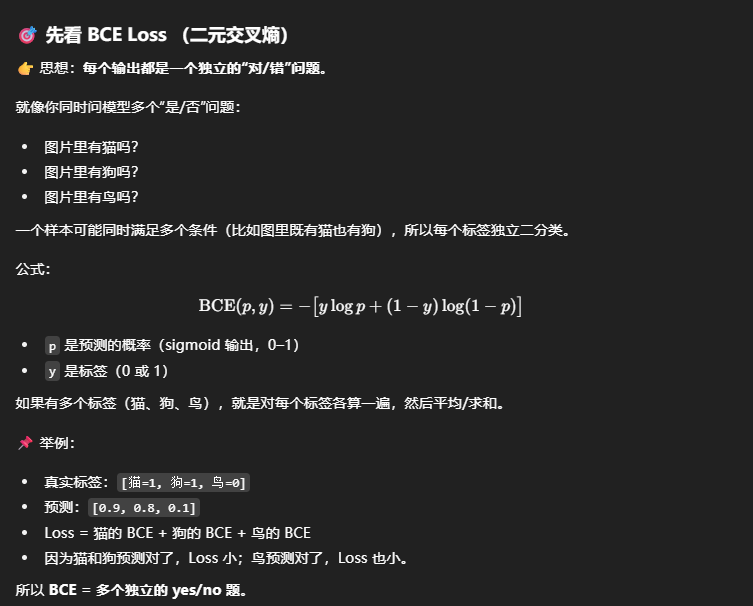 🎯 先看 BCE Loss （二元交叉熵）
👉 思想：每个输出都是一个独立的“对/错”问题。
就像你同时问模型多个“是/否”问题：
• 图片里有猫吗？
• 图片里有狗吗？
• 图片里有鸟吗？
一个样本可能同时满足多个条件（比如图里既有猫也有狗），所以每个标签独立二分类。
公式：
BCE(p, y) = −[y log p + (1 − y) log(1 − p)]
• p 是预测的概率（sigmoid 输出，0–1）
• y 是标签（0 或 1）
如果有多个标签（猫、狗、鸟），就是对每个标签各算一遍，然后平均/求和。
📌 举例：
• 真实标签：[猫=1, 狗=1, 鸟=0]
• 预测：[0.9, 0.8, 0.1]
• Loss = 猫的 BCE + 狗的 BCE + 鸟的 BCE
• 因为猫和狗预测对了，Loss 小；鸟预测对了，Loss 也小。
所以 BCE = 多个独立的 yes/no 题。